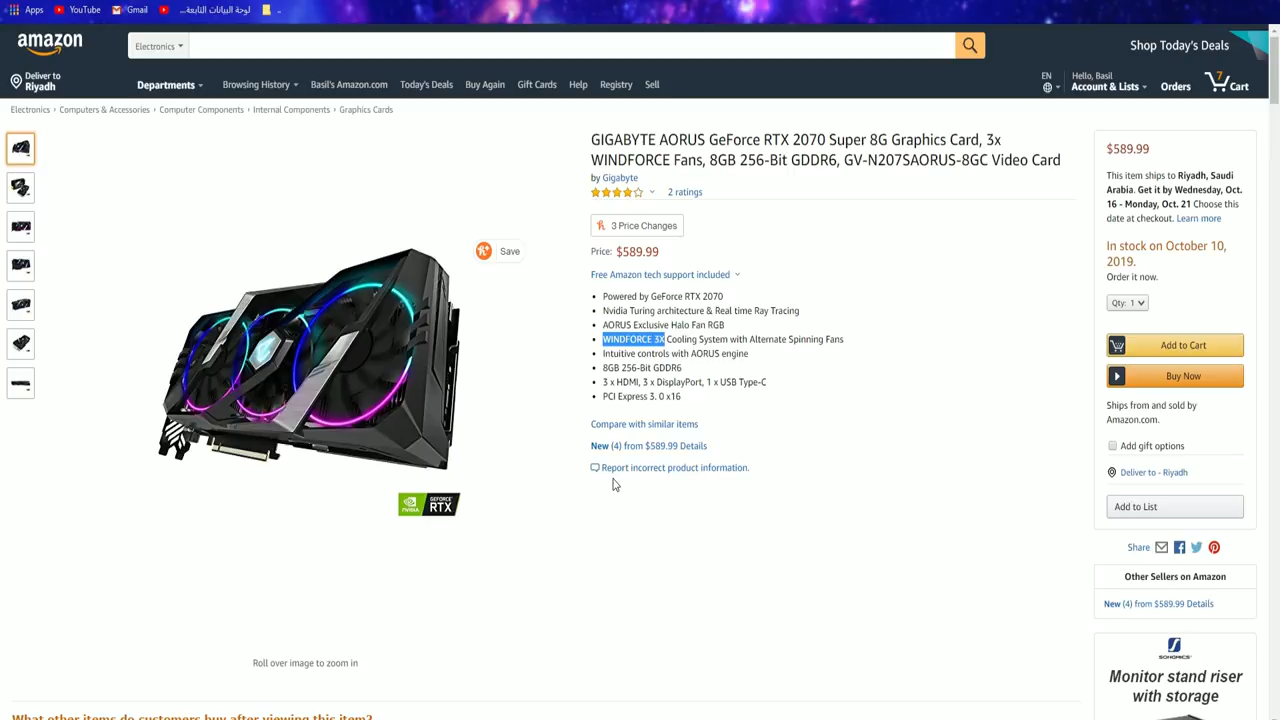 Apps YouTube Gmail لوحة البيانات التابعة...
amazon
Electronics
Shop Today's Deals
Deliver to
Riyadh
Departments Browsing History Basil's Amazon.com Today's Deals Buy Again Gift Cards Help Registry Sell
EN
Hello, Basil
Account & Lists
Orders
7
Cart
Electronics › Computers & Accessories › Computer Components › Internal Components › Graphics Cards
GIGABYTE AORUS GeForce RTX 2070 Super 8G Graphics Card, 3x
WINDFORCE Fans, 8GB 256-Bit GDDR6, GV-N207SAORUS-8GC Video Card
by Gigabyte
2 ratings
3 Price Changes
Save
Price: $589.99
Free Amazon tech support included
• Powered by GeForce RTX 2070
• Nvidia Turing architecture & Real time Ray Tracing
• AORUS Exclusive Halo Fan RGB
• WINDFORCE 3X Cooling System with Alternate Spinning Fans
• Intuitive controls with AORUS engine
• 8GB 256-Bit GDDR6
• 3 x HDMI, 3 x DisplayPort, 1 x USB Type-C
• PCI Express 3. 0 x16
Compare with similar items
New (4) from $589.99 Details
Report incorrect product information.
NVIDIA
GEFORCE
RTX
Roll over image to zoom in
What other items do customers buy after viewing this item?
$589.99
This item ships to Riyadh, Saudi
Arabia. Get it by Wednesday, Oct.
16 - Monday, Oct. 21 Choose this
date at checkout. Learn more
In stock on October 10,
2019.
Order it now.
Qty: 1
Add to Cart
Buy Now
Ships from and sold by
Amazon.com.
Add gift options
Deliver to - Riyadh
Add to List
Share
Other Sellers on Amazon
New (4) from $589.99 Details
SONGMICS
Monitor stand riser
with storage